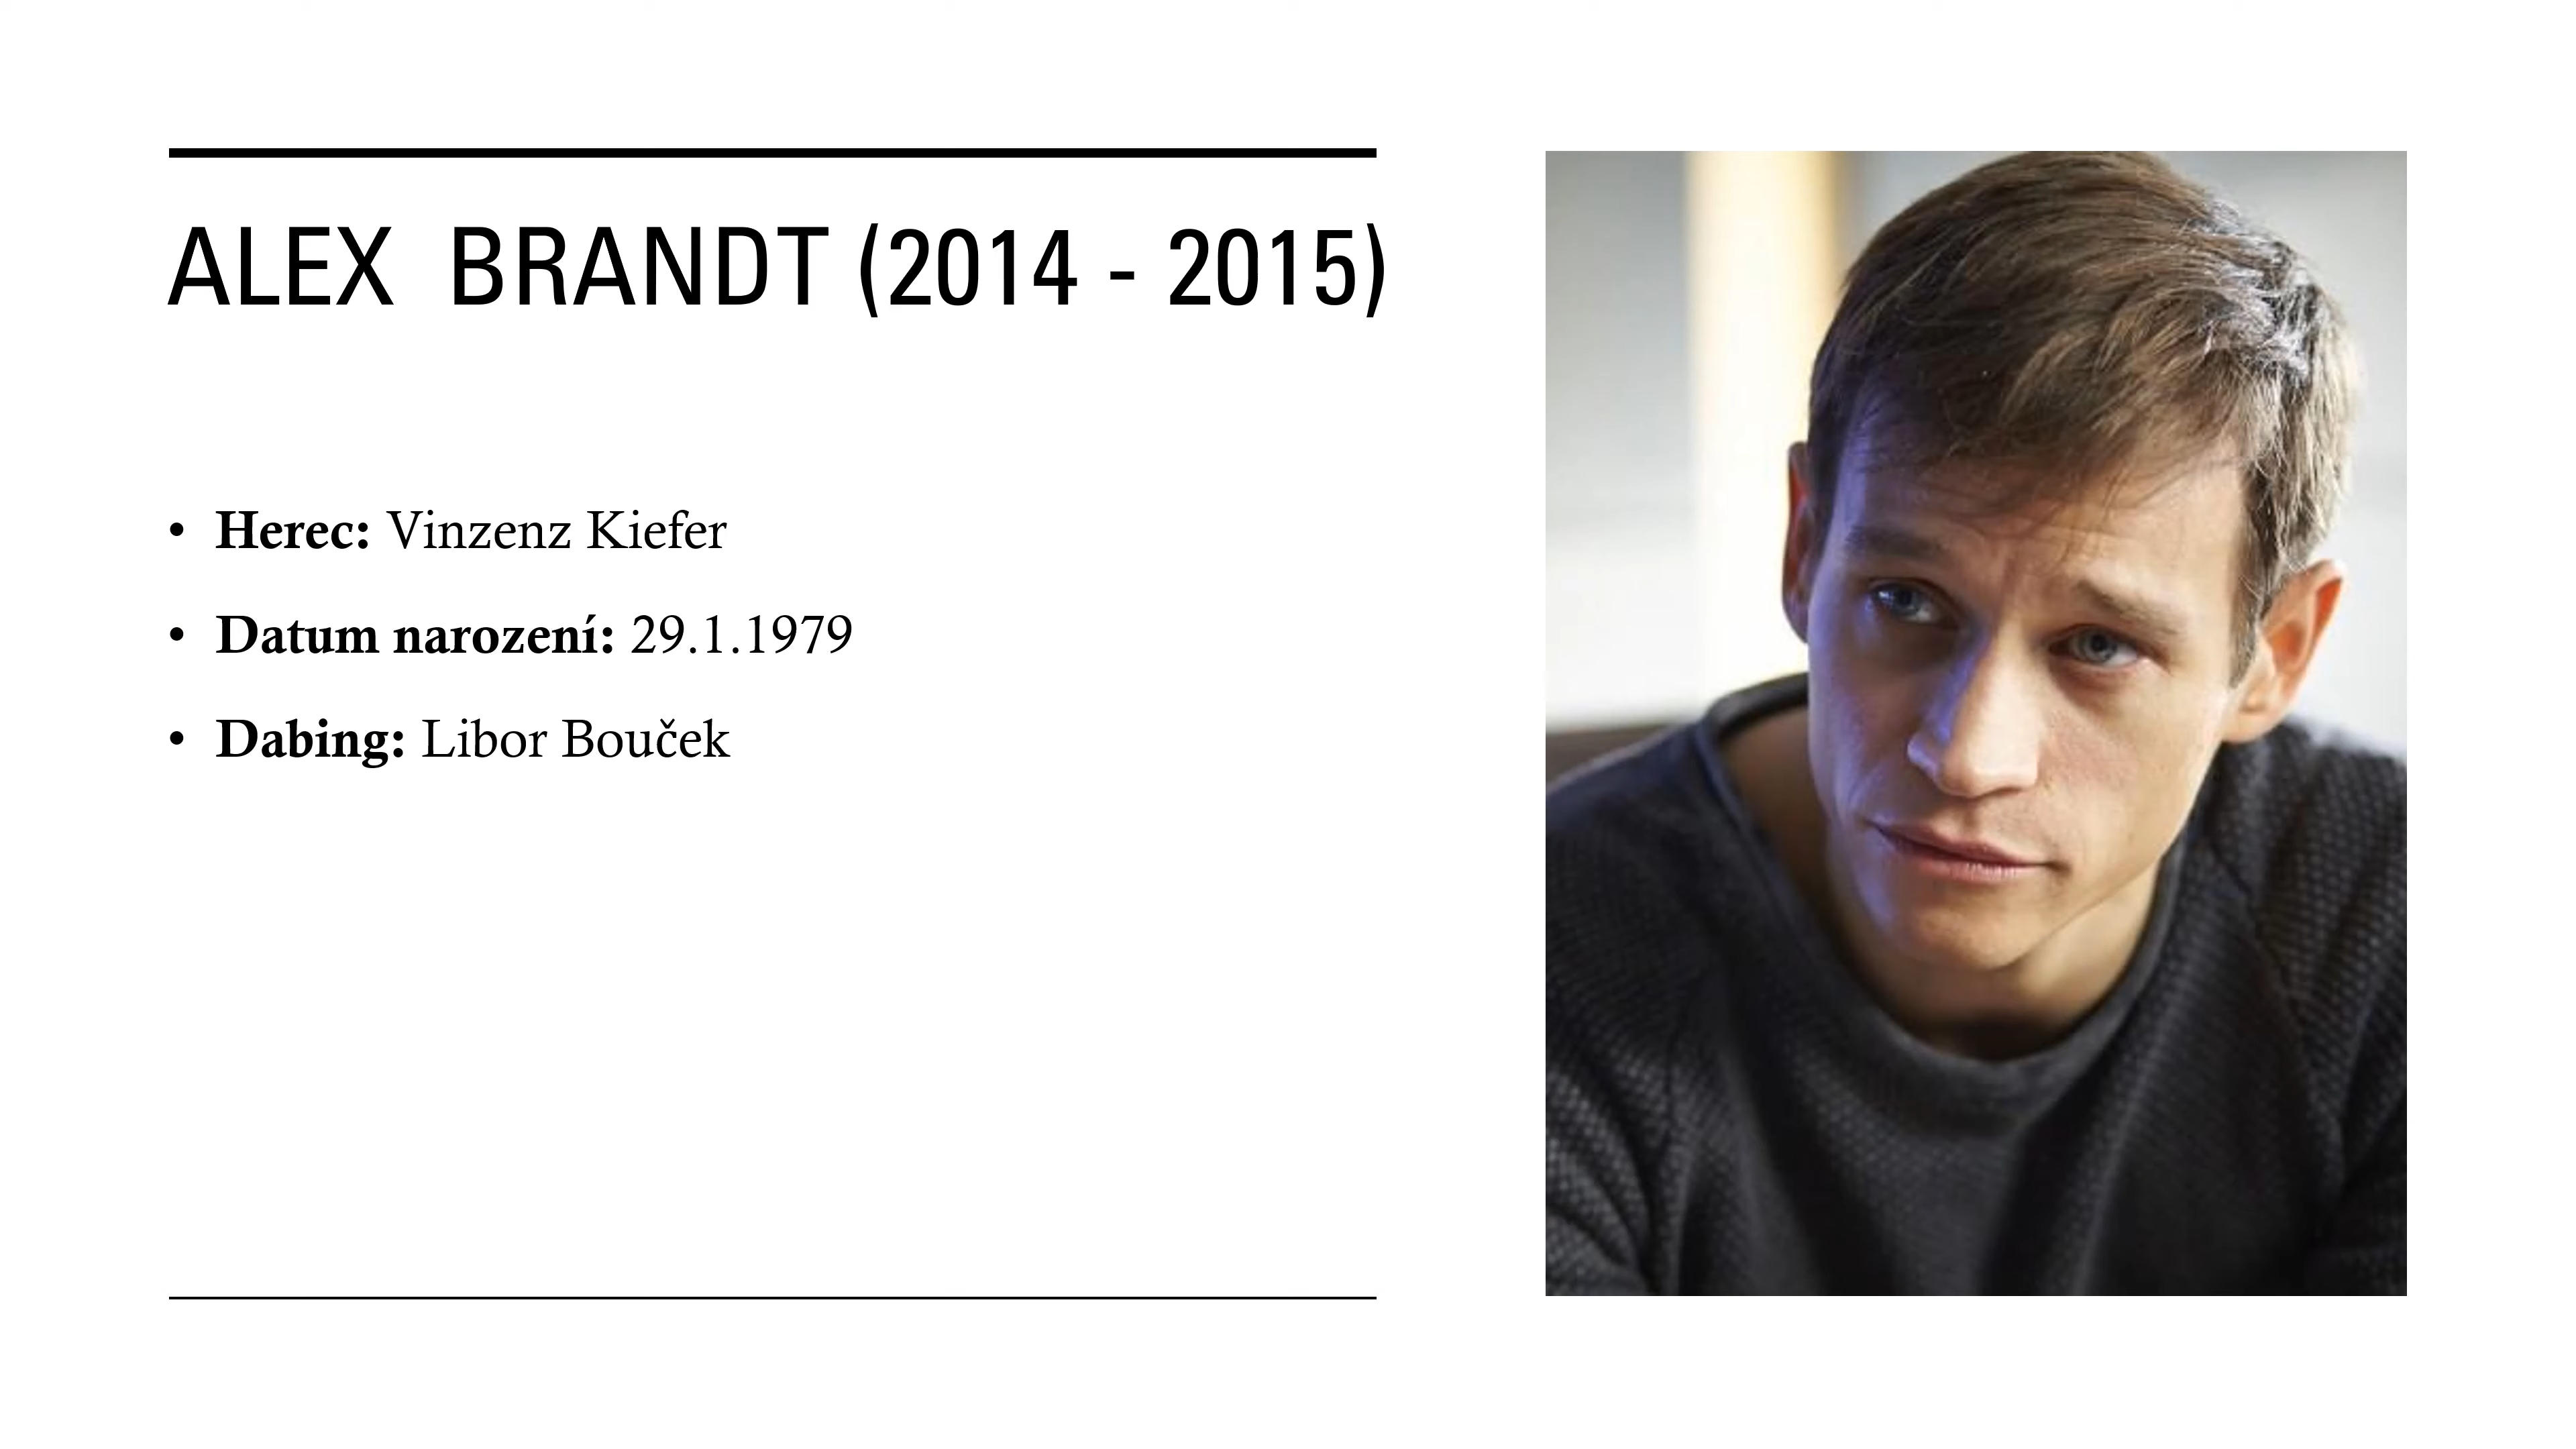 ALEX BRANDT (2014 - 2015)
• Herec: Vinzenz Kiefer
• Datum narození: 29.1.1979
• Dabing: Libor Bouček